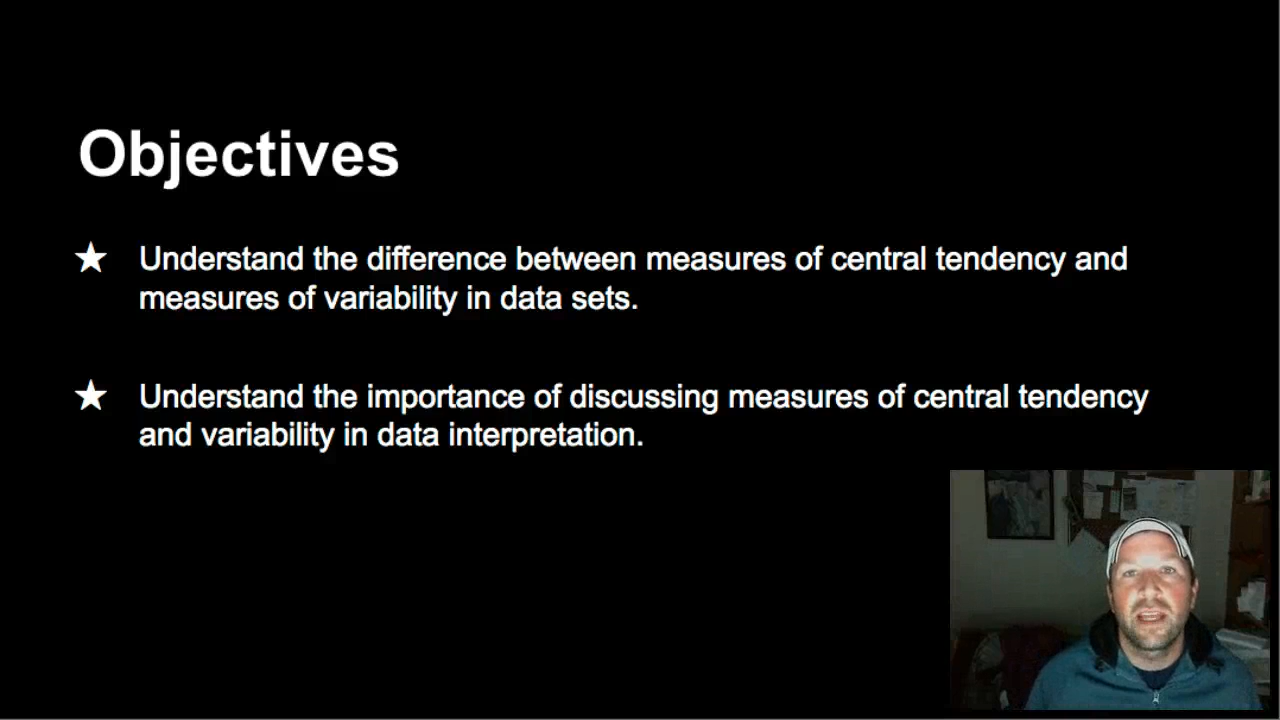 Objectives
★ Understand the difference between measures of central tendency and
measures of variability in data sets.
★ Understand the importance of discussing measures of central tendency
and variability in data interpretation.